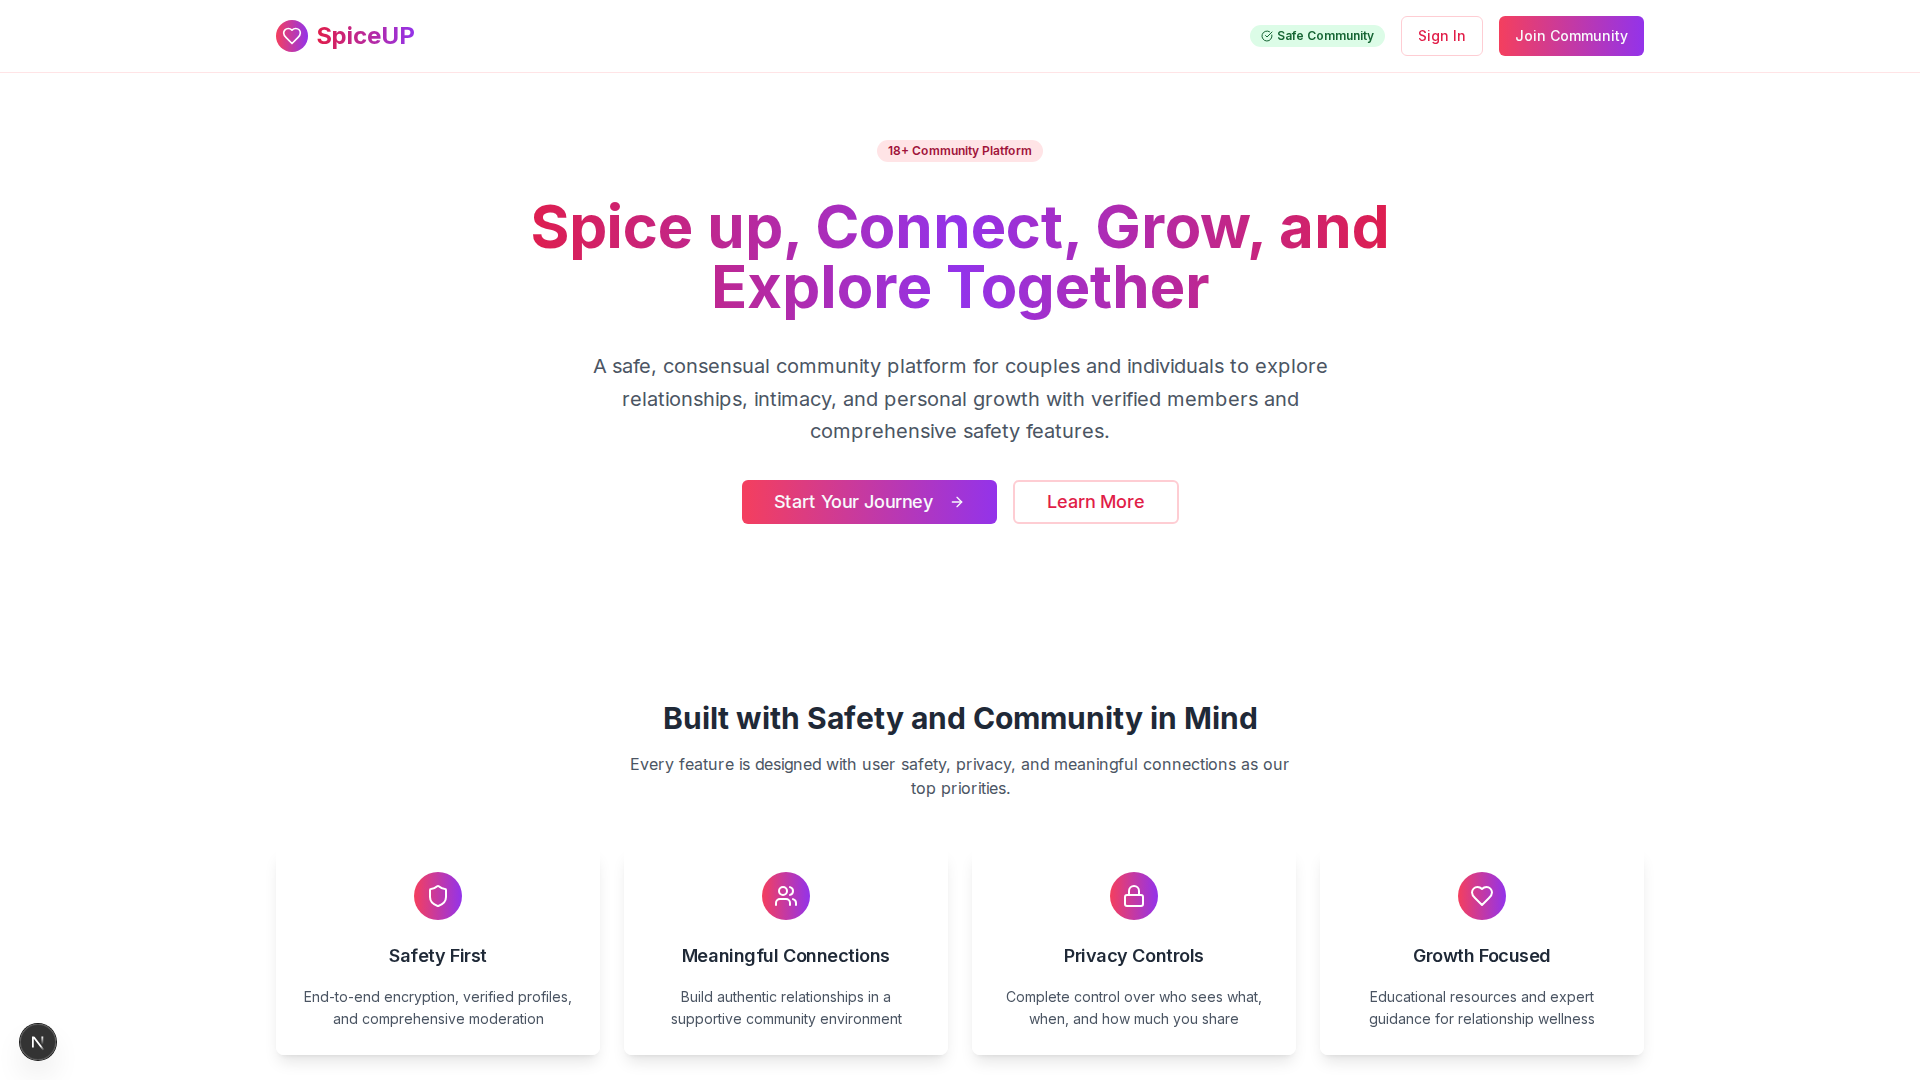 SpiceUP
Safe Community
Sign In
Join Community
18+ Community Platform
Spice up, Connect, Grow, and
Explore Together
A safe, consensual community platform for couples and individuals to explore
relationships, intimacy, and personal growth with verified members and
comprehensive safety features.
Start Your Journey
Learn More
Built with Safety and Community in Mind
Every feature is designed with user safety, privacy, and meaningful connections as our
top priorities.
Safety First
End-to-end encryption, verified profiles,
and comprehensive moderation
Meaningful Connections
Build authentic relationships in a
supportive community environment
Privacy Controls
Complete control over who sees what,
when, and how much you share
Growth Focused
Educational resources and expert
guidance for relationship wellness
N